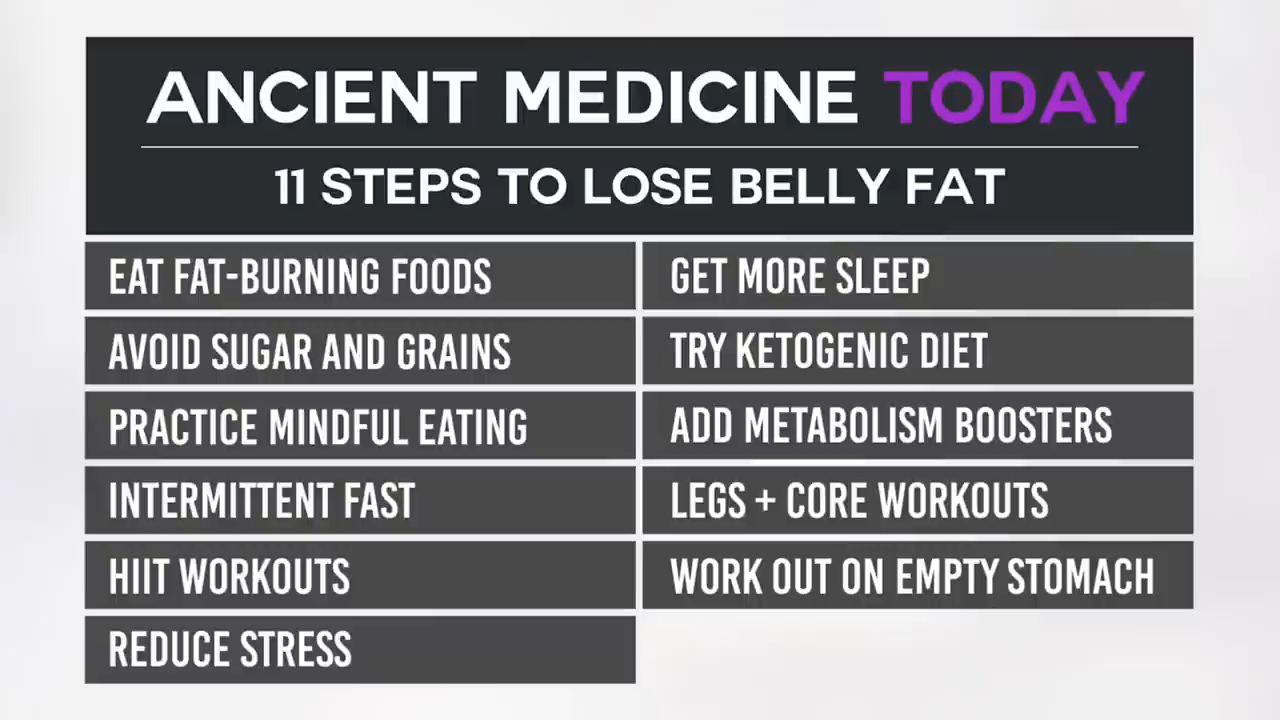 ANCIENT MEDICINE TODAY
11 STEPS TO LOSE BELLY FAT
EAT FAT-BURNING FOODS
AVOID SUGAR AND GRAINS
PRACTICE MINDFUL EATING
INTERMITTENT FAST
HIIT WORKOUTS
REDUCE STRESS
GET MORE SLEEP
TRY KETOGENIC DIET
ADD METABOLISM BOOSTERS
LEGS + CORE WORKOUTS
WORK OUT ON EMPTY STOMACH